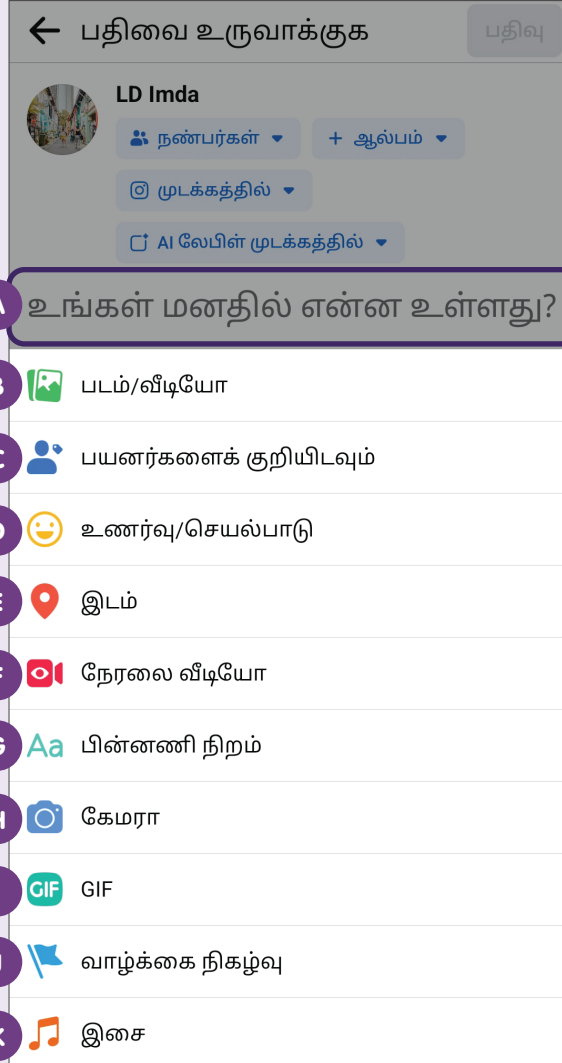 பதிவை உருவாக்குக பதிவு
LD Imda
நண்பர்கள் + ஆல்பம்
முடக்கத்தில்
AI லேபிள் முடக்கத்தில்
A உங்கள் மனதில் என்ன உள்ளது?
B படம்/வீடியோ
C பயனர்களைக் குறியிடவும்
D உணர்வு/செயல்பாடு
E இடம்
F நேரலை வீடியோ
G Aa பின்னணி நிறம்
H கேமரா
GIF GIF
J வாழ்க்கை நிகழ்வு
K இசை